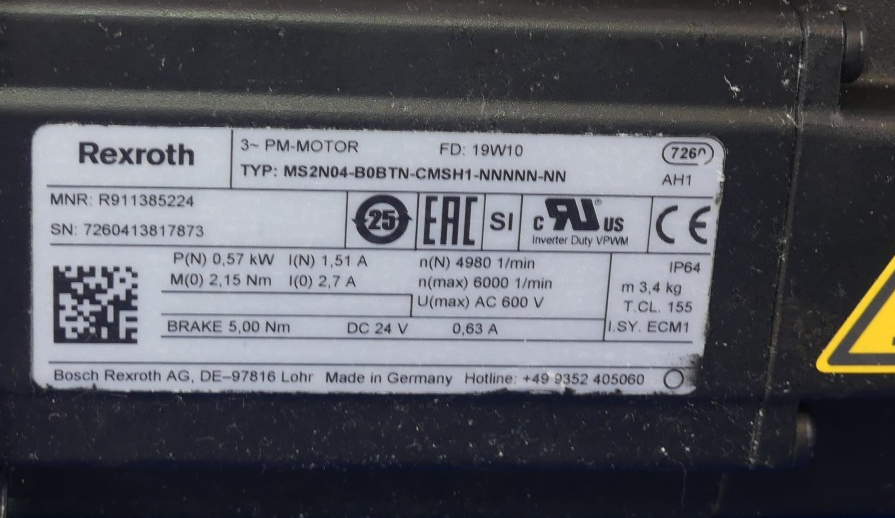 Rexroth
3~ PM-MOTOR FD: 19W10
TYP: MS2N04-B0BTN-CMSH1-NNNNN-NN
AH1
MNR: R911385224
SN: 7260413817873
25 EAC SI c RU US CE
Inverter Duty VPWM
P(N) 0,57 kW I(N) 1,51 A n(N) 4980 1/min IP64
M(0) 2,15 Nm I(0) 2,7 A n(max) 6000 1/min m 3,4 kg
U(max) AC 600 V T.CL. 155
BRAKE 5,00 Nm DC 24 V 0,63 A I.SY. ECM1
Bosch Rexroth AG, DE-97816 Lohr Made in Germany Hotline: +49 9352 405060